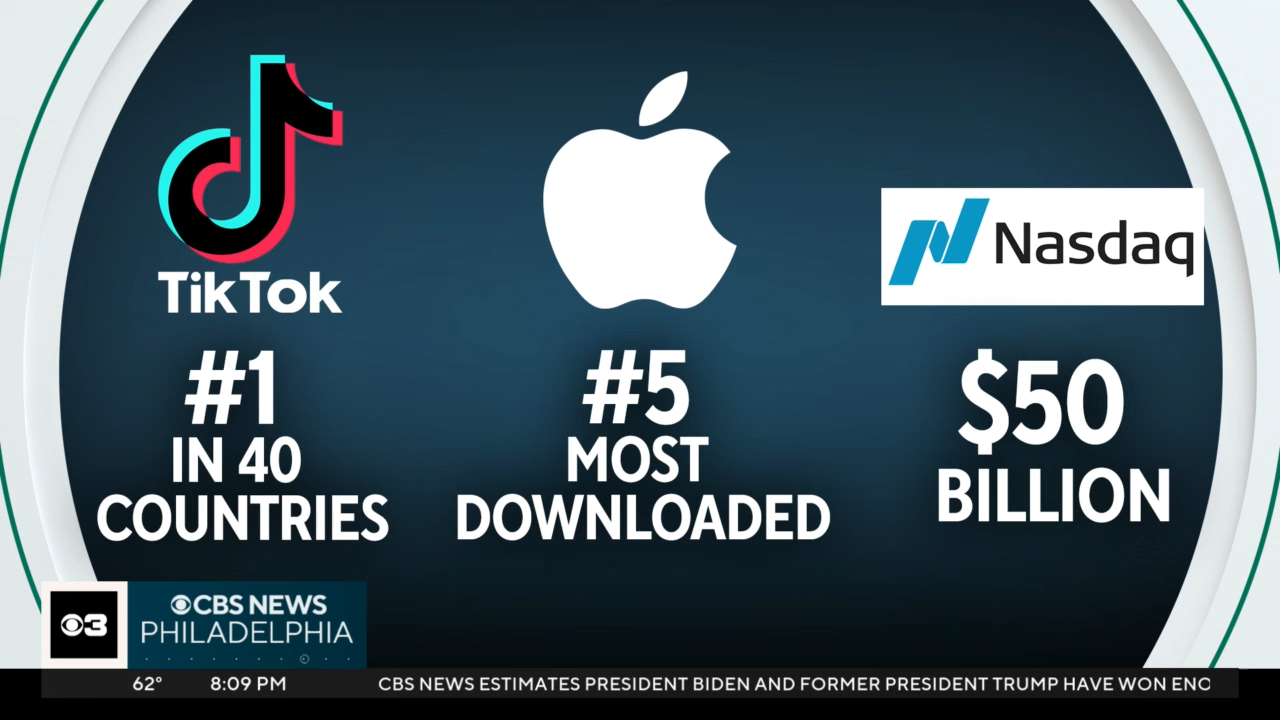 TikTok
#1
IN 40
COUNTRIES
#5
MOST
DOWNLOADED
Nasdaq
$50
BILLION
3
CBS NEWS
PHILADELPHIA
62° 8:09 PM CBS NEWS ESTIMATES PRESIDENT BIDEN AND FORMER PRESIDENT TRUMP HAVE WON